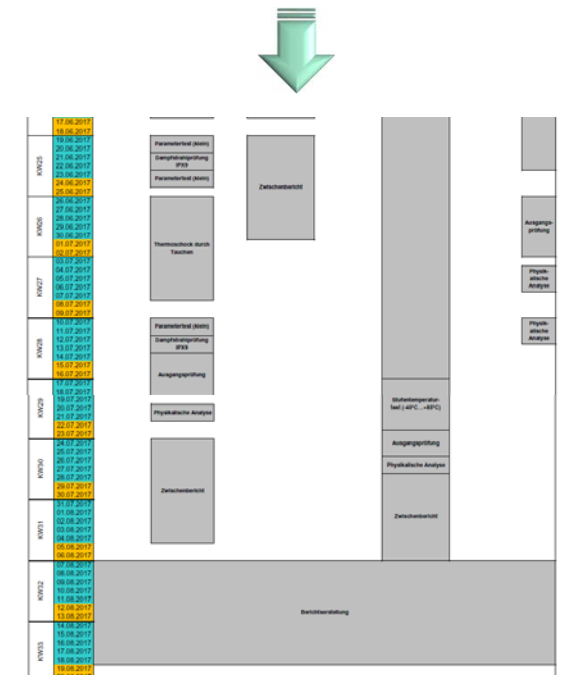 17.06.2017
18.06.2017
KW25
19.06.2017
20.06.2017
21.06.2017
22.06.2017
23.06.2017
24.06.2017
25.06.2017
KW26
26.06.2017
27.06.2017
28.06.2017
29.06.2017
30.06.2017
01.07.2017
02.07.2017
KW27
03.07.2017
04.07.2017
05.07.2017
06.07.2017
07.07.2017
08.07.2017
09.07.2017
KW28
10.07.2017
11.07.2017
12.07.2017
13.07.2017
14.07.2017
15.07.2017
16.07.2017
KW29
17.07.2017
18.07.2017
19.07.2017
20.07.2017
21.07.2017
22.07.2017
23.07.2017
KW30
24.07.2017
25.07.2017
26.07.2017
27.07.2017
28.07.2017
29.07.2017
30.07.2017
KW31
31.07.2017
01.08.2017
02.08.2017
03.08.2017
04.08.2017
05.08.2017
06.08.2017
KW32
07.08.2017
08.08.2017
09.08.2017
10.08.2017
11.08.2017
12.08.2017
13.08.2017
KW33
14.08.2017
15.08.2017
16.08.2017
17.08.2017
18.08.2017
19.08.2017
Parametertest (klein)
Dampfstrahlprüfung
IPX9
Parametertest (klein)
Thermoschock durch
Tauchen
Parametertest (klein)
Dampfstrahlprüfung
IPX9
Ausgangsprüfung
Physikalische Analyse
Zwischenbericht
Zwischenbericht
Stufentemperatur-
test (-40°C...+85°C)
Ausgangsprüfung
Physikalische Analyse
Zwischenbericht
Ausgangs-
prüfung
Physik-
alische
Analyse
Physik-
alische
Analyse
Berichtserstellung